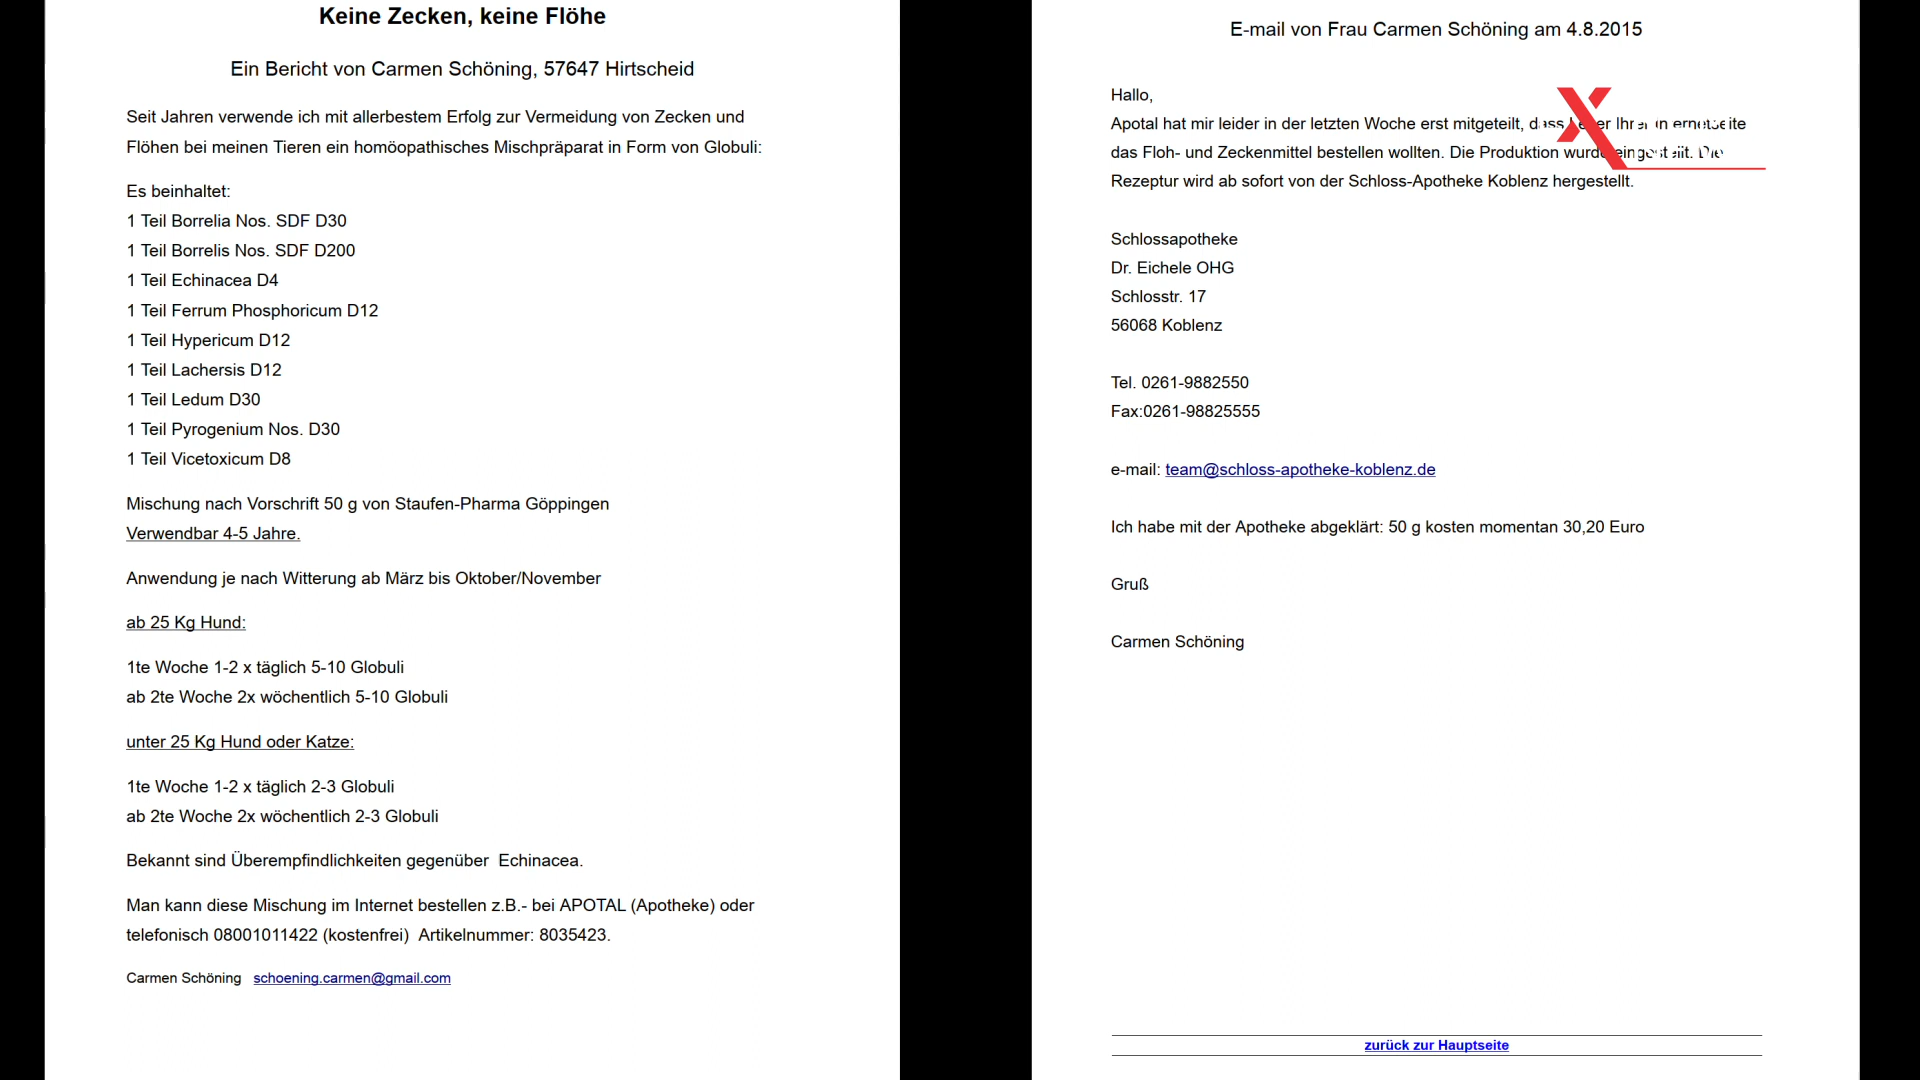 Keine Zecken, keine Flöhe
Ein Bericht von Carmen Schöning, 57647 Hirtscheid
Seit Jahren verwende ich mit allerbestem Erfolg zur Vermeidung von Zecken und
Flöhen bei meinen Tieren ein homöopathisches Mischpräparat in Form von Globuli:
Es beinhaltet:
1 Teil Borrelia Nos. SDF D30
1 Teil Borrelis Nos. SDF D200
1 Teil Echinacea D4
1 Teil Ferrum Phosphoricum D12
1 Teil Hypericum D12
1 Teil Lachersis D12
1 Teil Ledum D30
1 Teil Pyrogenium Nos. D30
1 Teil Vicetoxicum D8
Mischung nach Vorschrift 50 g von Staufen-Pharma Göppingen
Verwendbar 4-5 Jahre.
Anwendung je nach Witterung ab März bis Oktober/November
ab 25 Kg Hund:
1te Woche 1-2 x täglich 5-10 Globuli
ab 2te Woche 2x wöchentlich 5-10 Globuli
unter 25 Kg Hund oder Katze:
1te Woche 1-2 x täglich 2-3 Globuli
ab 2te Woche 2x wöchentlich 2-3 Globuli
Bekannt sind Überempfindlichkeiten gegenüber Echinacea.
Man kann diese Mischung im Internet bestellen z.B.- bei APOTAL (Apotheke) oder
telefonisch 08001011422 (kostenfrei) Artikelnummer: 8035423.
Carmen Schöning schoening.carmen@gmail.com
E-mail von Frau Carmen Schöning am 4.8.2015
Hallo,
Apotal hat mir leider in der letzten Woche erst mitgeteilt, dass Leser Ihrer Internetseite
das Floh- und Zeckenmittel bestellen wollten. Die Produktion wurde eingestellt. Die
Rezeptur wird ab sofort von der Schloss-Apotheke Koblenz hergestellt.
Schlossapotheke
Dr. Eichele OHG
Schlosstr. 17
56068 Koblenz
Tel. 0261-9882550
Fax:0261-98825555
e-mail: team@schloss-apotheke-koblenz.de
Ich habe mit der Apotheke abgeklärt: 50 g kosten momentan 30,20 Euro
Gruß
Carmen Schöning
zurück zur Hauptseite